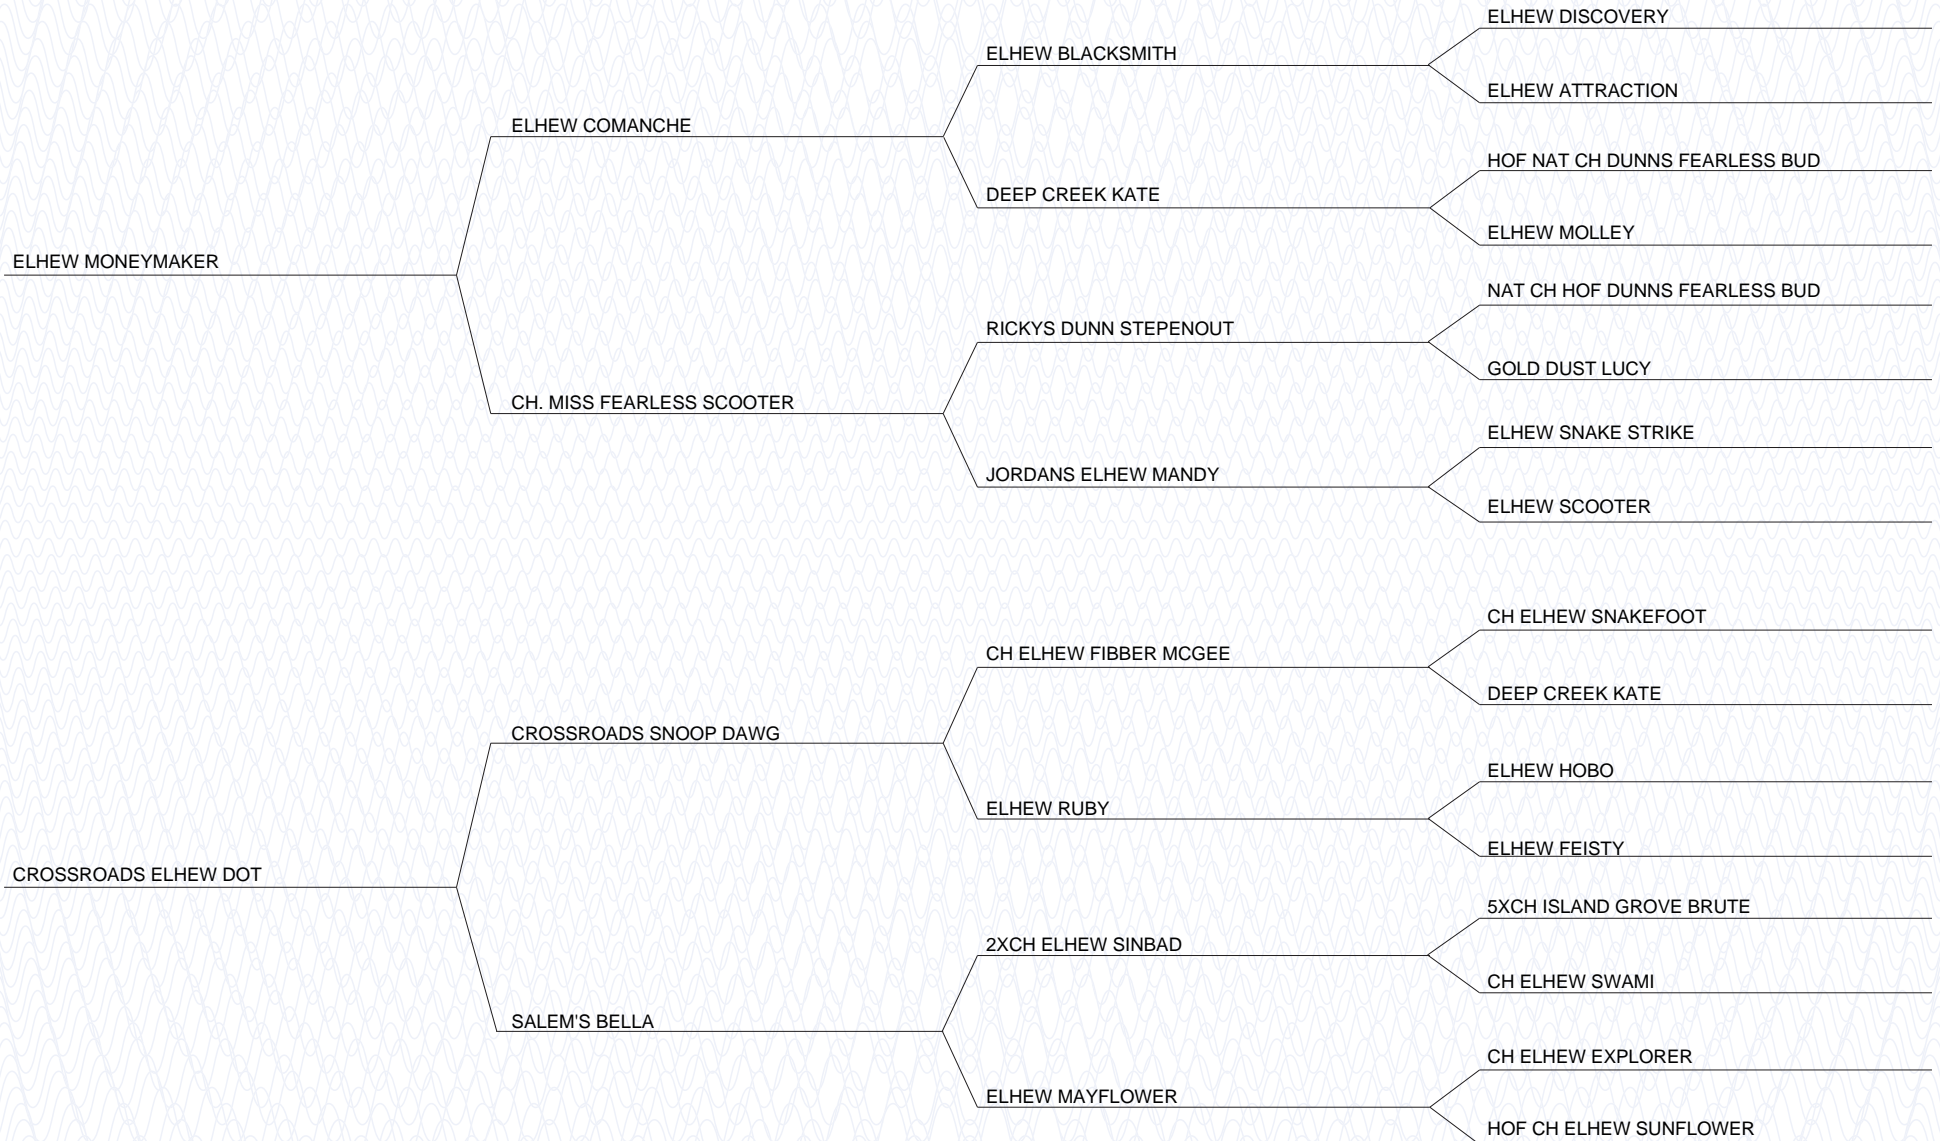 ELHEW DISCOVERY
ELHEW BLACKSMITH
ELHEW ATTRACTION
ELHEW COMANCHE
HOF NAT CH DUNNS FEARLESS BUD
DEEP CREEK KATE
ELHEW MOLLEY
ELHEW MONEYMAKER
NAT CH HOF DUNNS FEARLESS BUD
RICKYS DUNN STEPENOUT
GOLD DUST LUCY
CH. MISS FEARLESS SCOOTER
ELHEW SNAKE STRIKE
JORDANS ELHEW MANDY
ELHEW SCOOTER
CH ELHEW SNAKEFOOT
CH ELHEW FIBBER MCGEE
DEEP CREEK KATE
CROSSROADS SNOOP DAWG
ELHEW HOBO
ELHEW RUBY
ELHEW FEISTY
CROSSROADS ELHEW DOT
5XCH ISLAND GROVE BRUTE
2XCH ELHEW SINBAD
CH ELHEW SWAMI
SALEM'S BELLA
CH ELHEW EXPLORER
ELHEW MAYFLOWER
HOF CH ELHEW SUNFLOWER